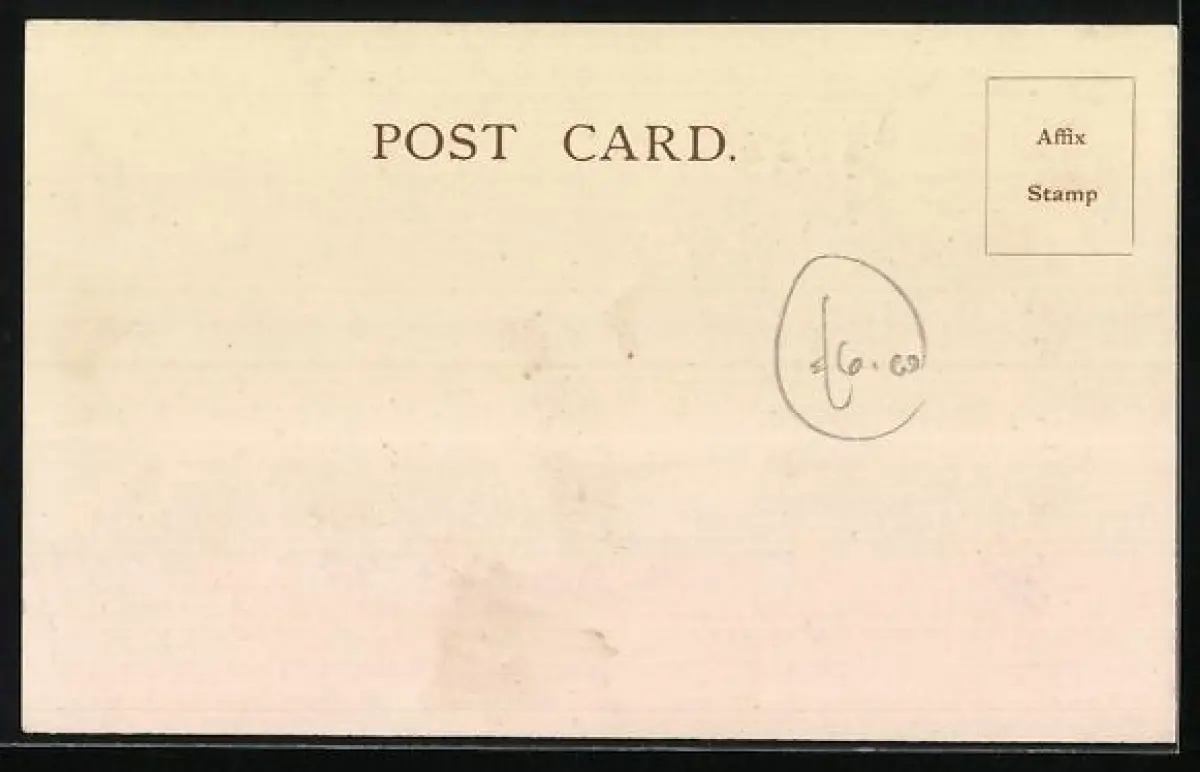 POST CARD.
Affix
Stamp
£6.00